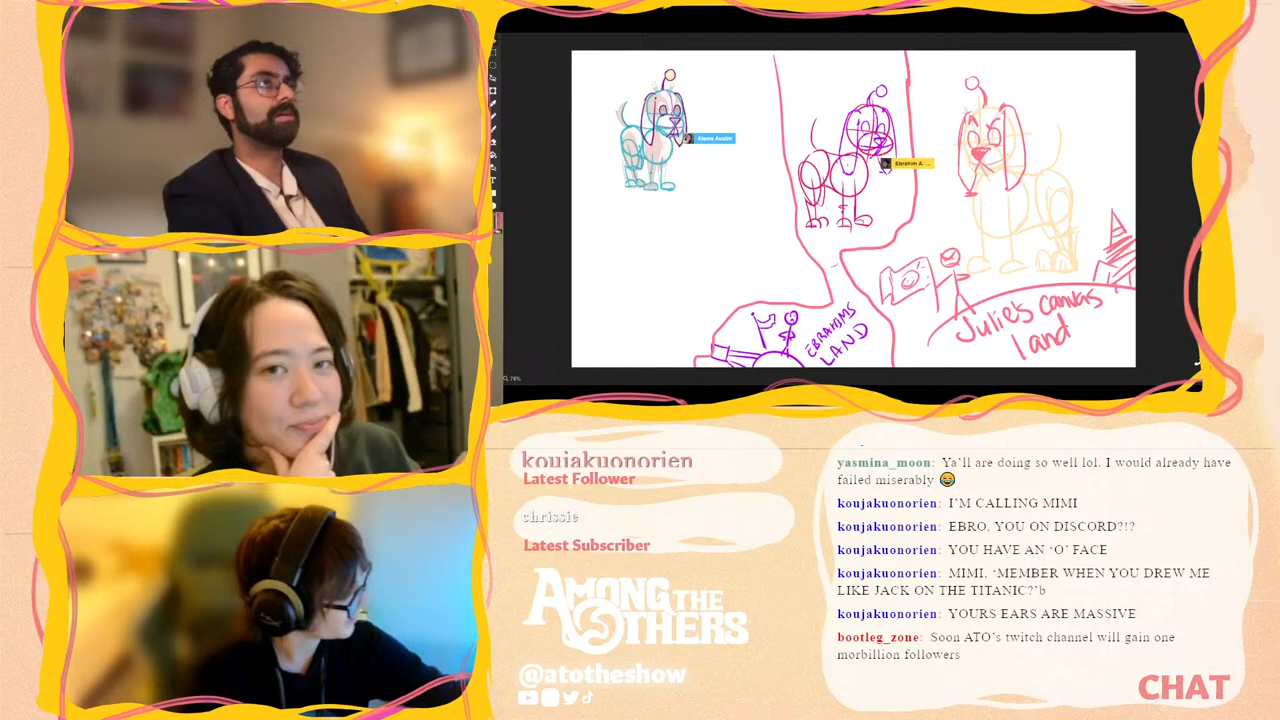 Alexis Austin
Ebrahim A. ...
EBRAHIMS
LAND
Julie's canvas
land
78%
koujakuonorien
Latest Follower
chrissie
Latest Subscriber
AMONG THE
OTHERS
@atotheshow
yasmina_moon: Ya'll are doing so well lol. I would already have
failed miserably 😂
koujakuonorien: I'M CALLING MIMI
koujakuonorien: EBRO, YOU ON DISCORD?!?
koujakuonorien: YOU HAVE AN 'O' FACE
koujakuonorien: MIMI, 'MEMBER WHEN YOU DREW ME
LIKE JACK ON THE TITANIC?'b
koujakuonorien: YOURS EARS ARE MASSIVE
bootleg_zone: Soon ATO's twitch channel will gain one
morbillion followers
CHAT